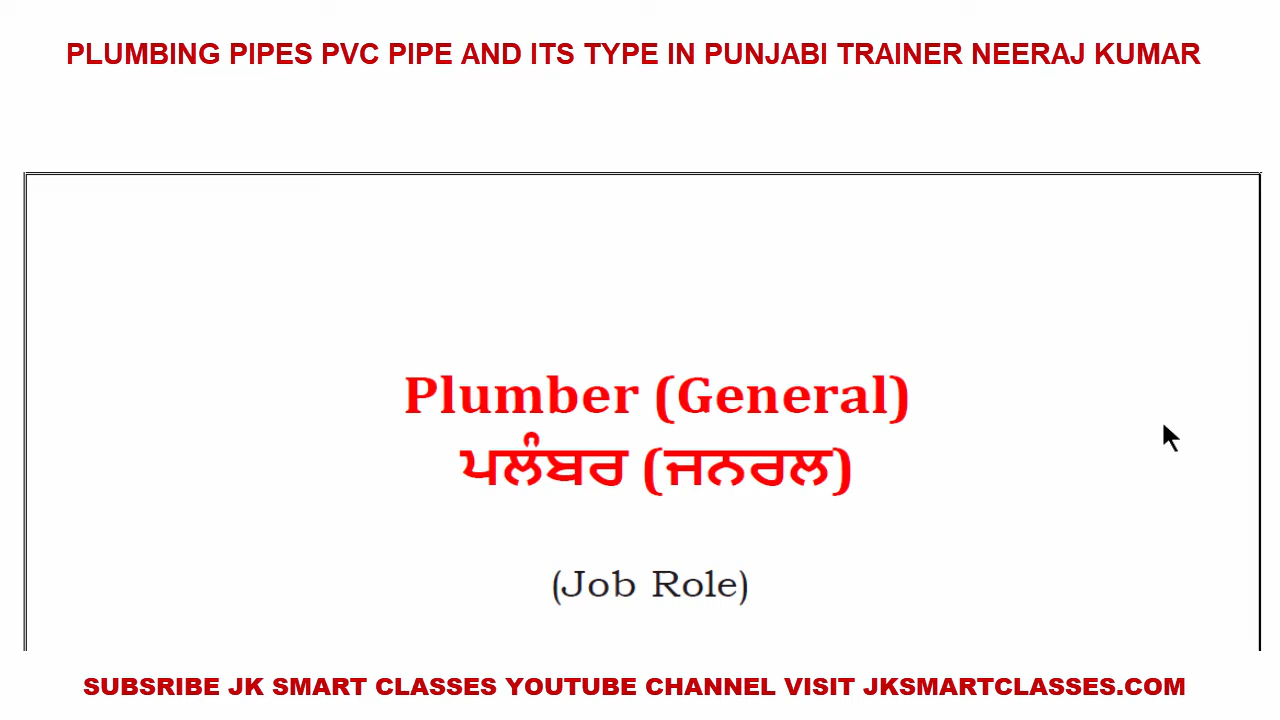 PLUMBING PIPES PVC PIPE AND ITS TYPE IN PUNJABI TRAINER NEERAJ KUMAR
Plumber (General)
ਪਲੰਬਰ (ਜਨਰਲ)
(Job Role)
SUBSRIBE JK SMART CLASSES YOUTUBE CHANNEL VISIT JKSMARTCLASSES.COM